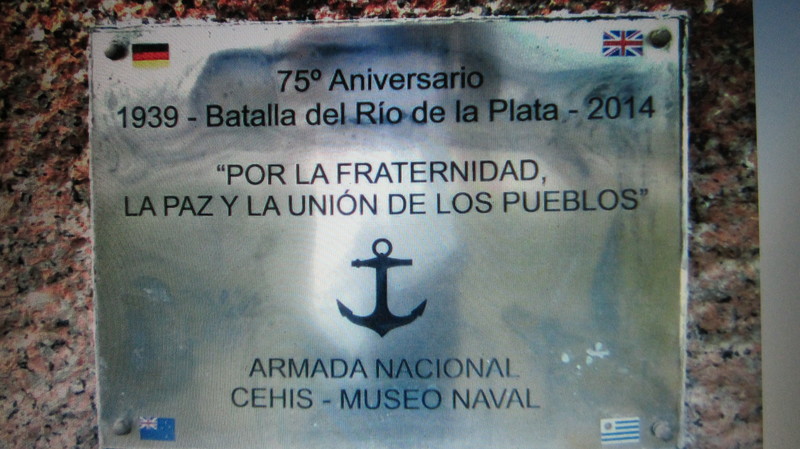 75º Aniversario
1939 - Batalla del Río de la Plata - 2014
“POR LA FRATERNIDAD,
LA PAZ Y LA UNIÓN DE LOS PUEBLOS”
ARMADA NACIONAL
CEHIS - MUSEO NAVAL